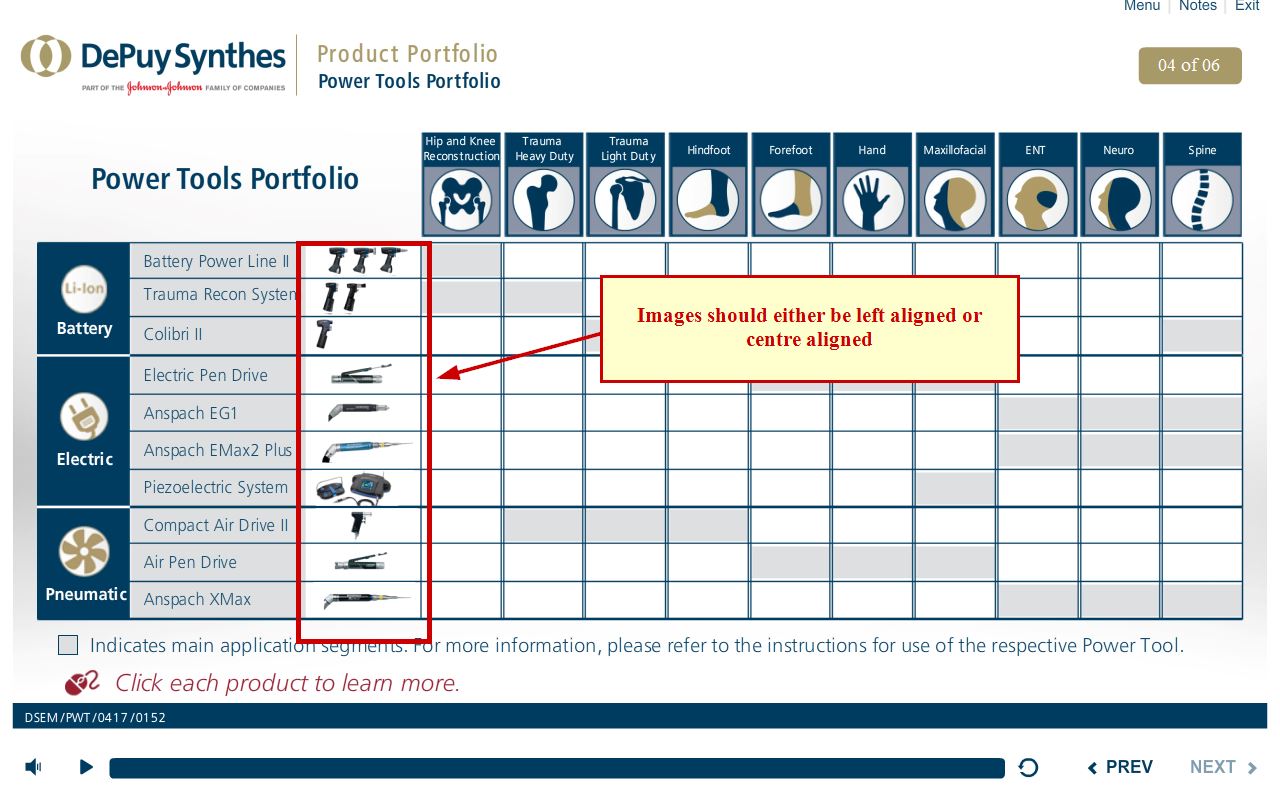 Menu | Notes | Exit
DePuy Synthes
PART OF THE Johnson & Johnson FAMILY OF COMPANIES
Product Portfolio
Power Tools Portfolio
04 of 06
Power Tools Portfolio
Hip and Knee
Reconstruction
Trauma
Heavy Duty
Trauma
Light Duty
Hindfoot
Forefoot
Hand
Maxillofacial
ENT
Neuro
Spine
Li-Ion
Battery
Battery Power Line II
Trauma Recon System
Colibri II
Images should either be left aligned or
centre aligned
Electric
Electric Pen Drive
Anspach EG1
Anspach EMax2 Plus
Piezoelectric System
Pneumatic
Compact Air Drive II
Air Pen Drive
Anspach XMax
Indicates main application segments. For more information, please refer to the instructions for use of the respective Power Tool.
Click each product to learn more.
DSEM/PWT/0417/0152
PREV
NEXT